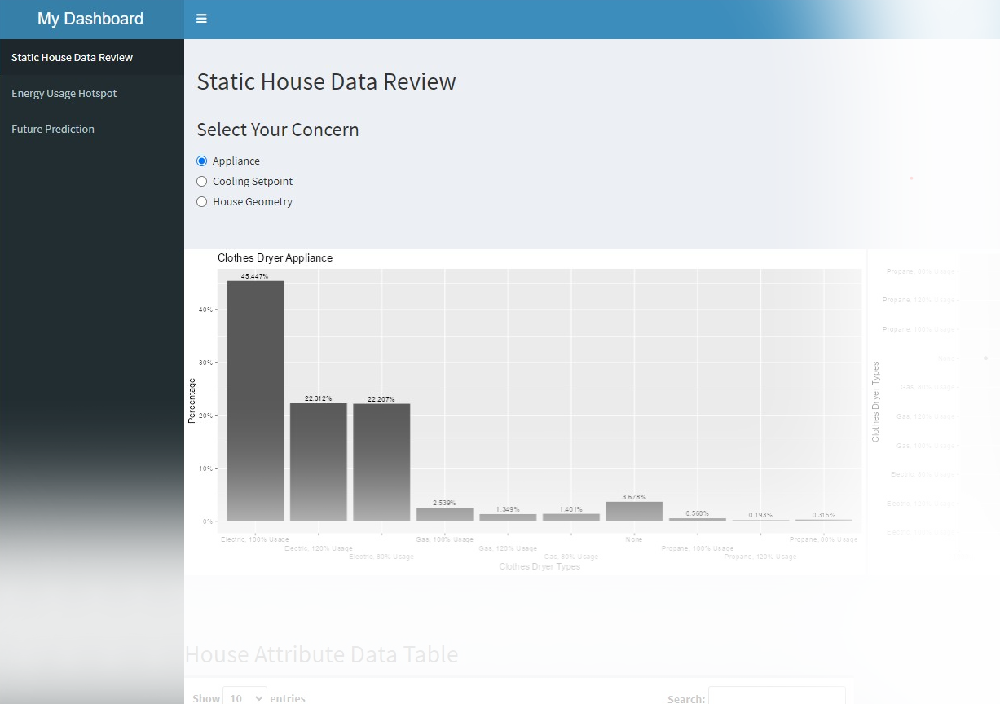 My Dashboard
Static House Data Review
Energy Usage Hotspot
Future Prediction
Static House Data Review
Select Your Concern
Appliance
Cooling Setpoint
House Geometry
Clothes Dryer Appliance
Percentage
40%
30%
20%
10%
0%
45.447%
22.312%
22.207%
2.539%
1.349%
1.401%
3.678%
0.560%
0.193%
0.315%
Electric, 100% Usage
Electric, 120% Usage
Electric, 80% Usage
Gas, 100% Usage
Gas, 120% Usage
Gas, 80% Usage
None
Propane, 100% Usage
Propane, 120% Usage
Propane, 80% Usage
Clothes Dryer Types
Clothes Dryer Types
Propane, 80% Usage
Propane, 120% Usage
Propane, 100% Usage
None
Gas, 80% Usage
Gas, 120% Usage
Gas, 100% Usage
Electric, 80% Usage
Electric, 120% Usage
Electric, 100% Usage
House Attribute Data Table
Show 10 entries
Search: